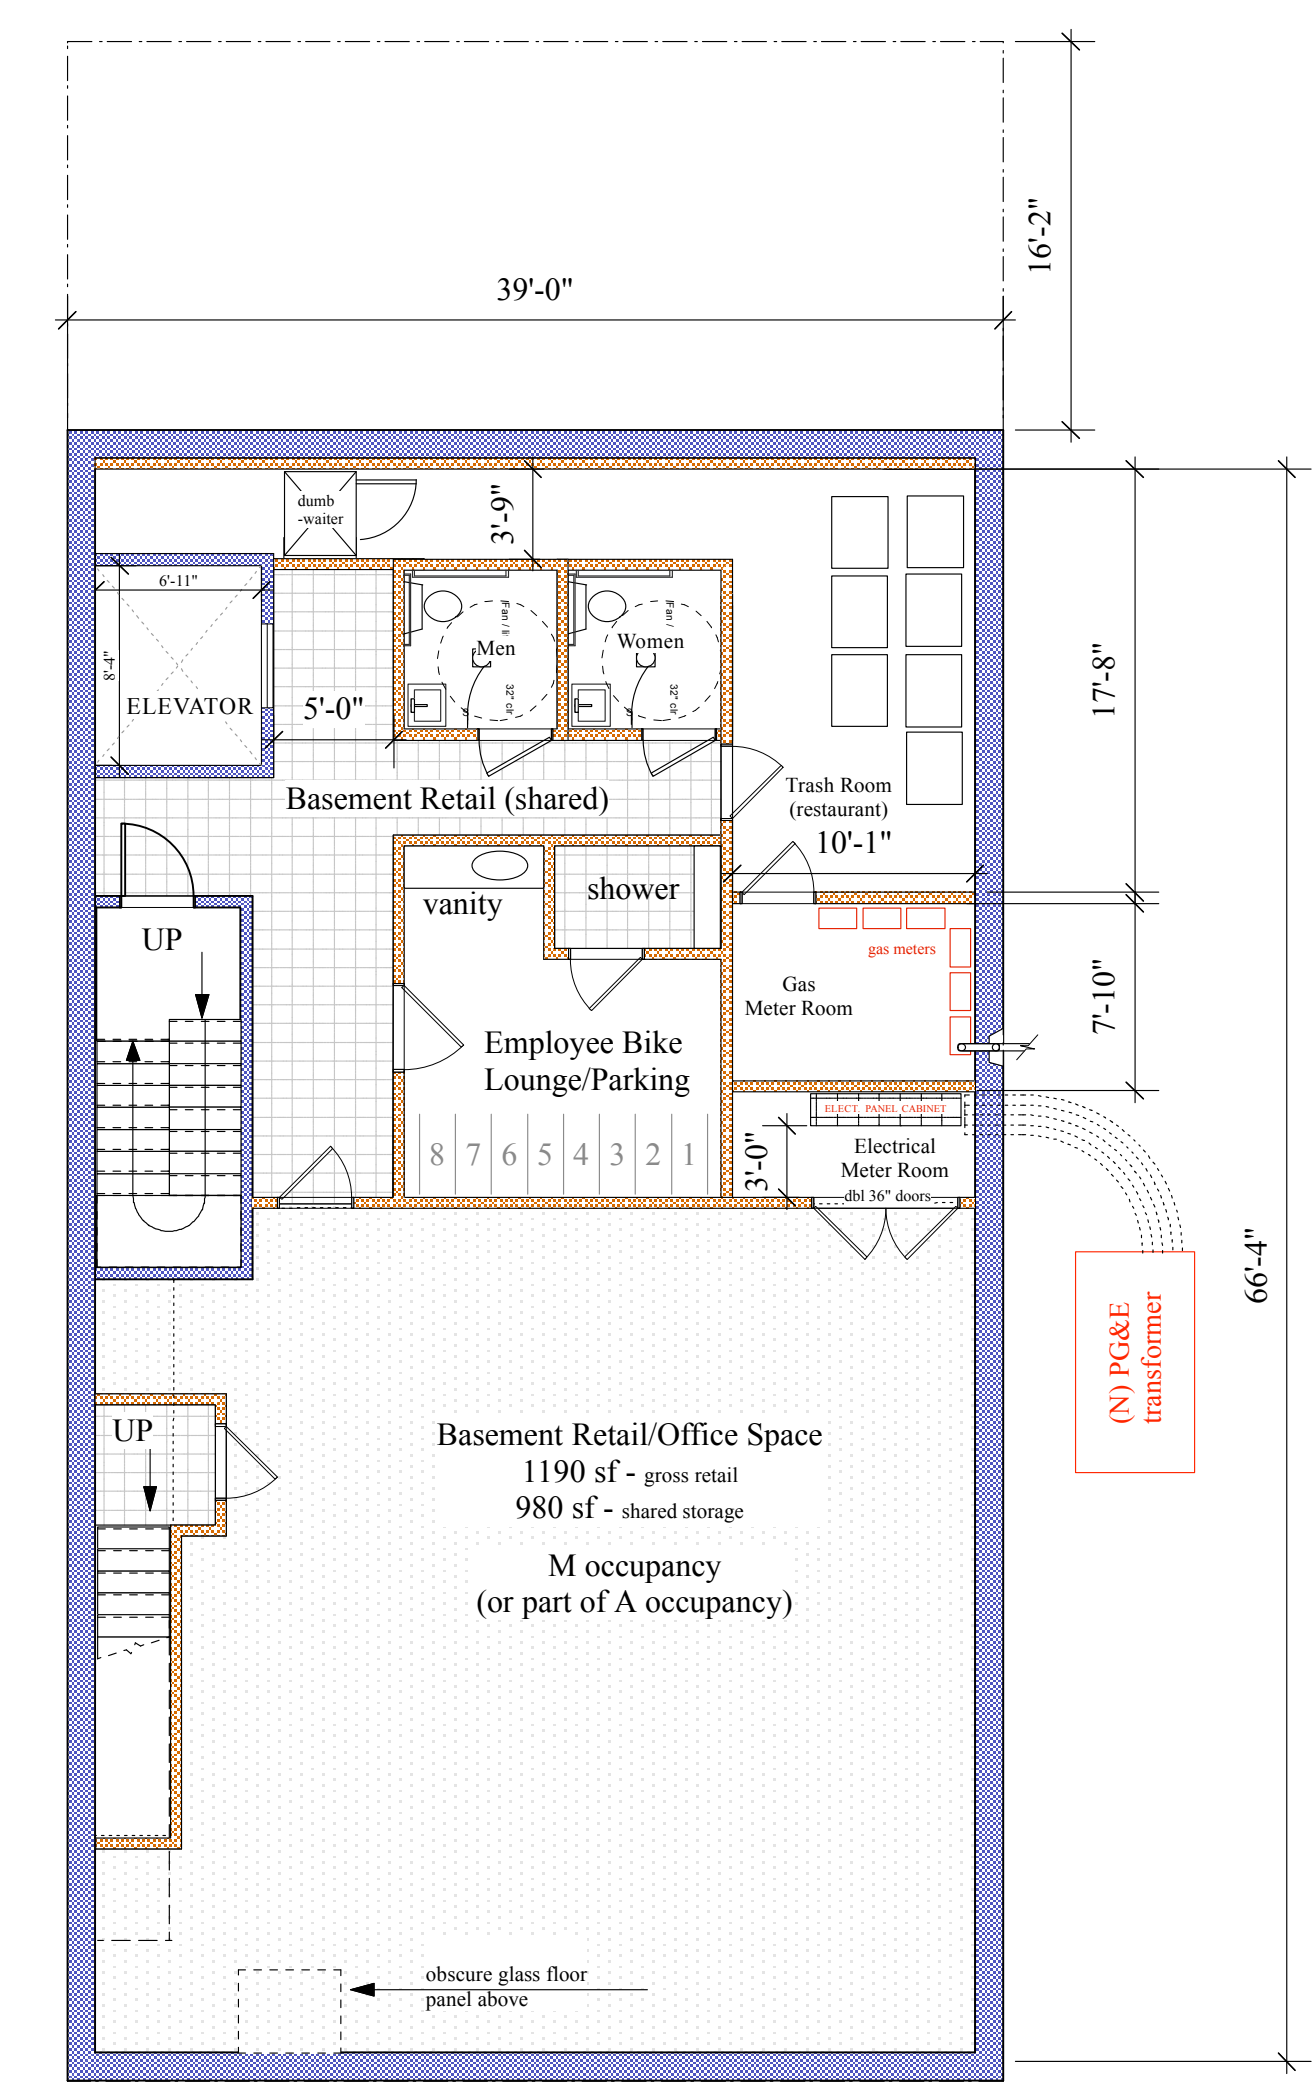 16'-2"
39'-0"
dumb
-waiter
3'-9"
6'-11"
8'-4"
ELEVATOR
5'-0"
Fan / li
Men
32" clr
Fan /
Women
32" clr
17'-8"
Basement Retail (shared)
Trash Room
(restaurant)
10'-1"
vanity
shower
UP
gas meters
Gas
Meter Room
7'-10"
Employee Bike
Lounge/Parking
8 7 6 5 4 3 2 1
ELECT. PANEL CABINET
3'-0"
Electrical
Meter Room
dbl 36" doors
66'-4"
(N) PG&E
transformer
UP
Basement Retail/Office Space
1190 sf - gross retail
980 sf - shared storage
M occupancy
(or part of A occupancy)
obscure glass floor
panel above